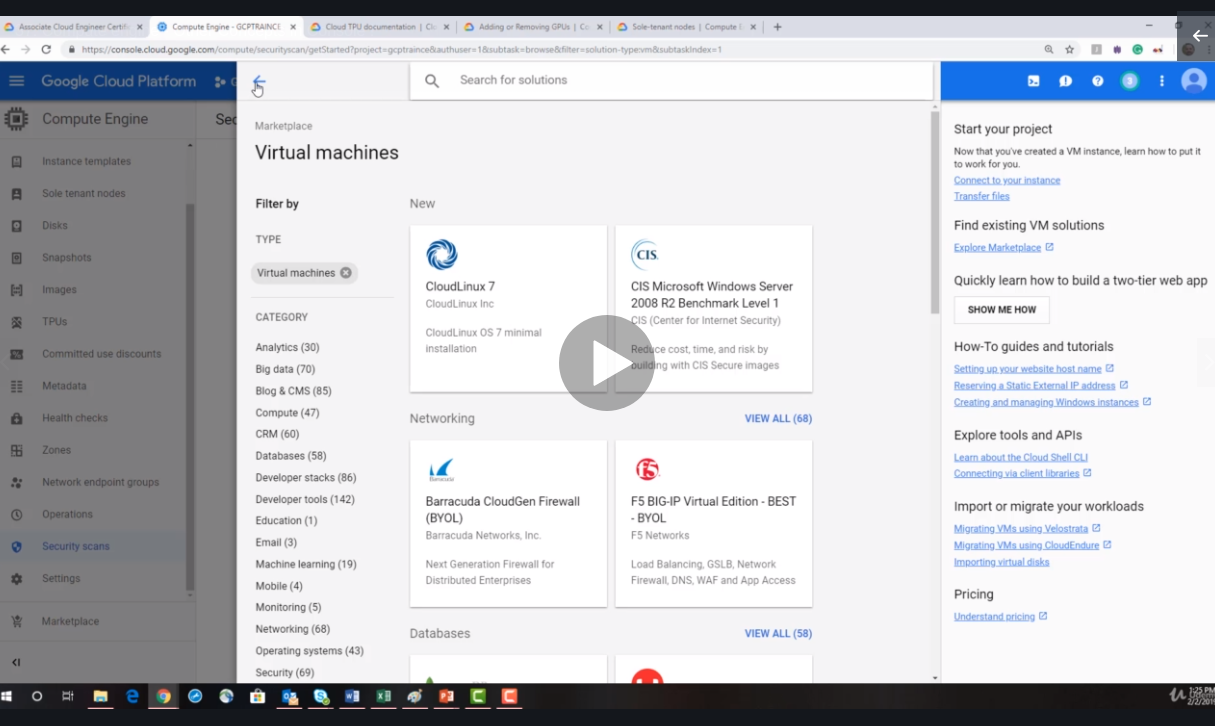 Associate Cloud Engineer Certific
Compute Engine - GCPTRAINCE
Cloud TPU documentation | Clo
Adding or Removing GPUs | Co
Sole-tenant nodes | Compute E
https://console.cloud.google.com/compute/securityscan/getStarted?project=gcptraince&authuser=1&subtask=browse&filter=solution-type:vm&subtaskIndex=1
Google Cloud Platform
G
Search for solutions
Compute Engine
Sec
Instance templates
Sole tenant nodes
Disks
Snapshots
Images
TPUs
Committed use discounts
Metadata
Health checks
Zones
Network endpoint groups
Operations
Security scans
Settings
Marketplace
Marketplace
Virtual machines
Filter by
TYPE
Virtual machines
CATEGORY
Analytics (30)
Big data (70)
Blog & CMS (85)
Compute (47)
CRM (60)
Databases (58)
Developer stacks (86)
Developer tools (142)
Education (1)
Email (3)
Machine learning (19)
Mobile (4)
Monitoring (5)
Networking (68)
Operating systems (43)
Security (69)
New
CloudLinux 7
CloudLinux Inc
CloudLinux OS 7 minimal
installation
CIS.
CIS Microsoft Windows Server
2008 R2 Benchmark Level 1
CIS (Center for Internet Security)
Reduce cost, time, and risk by
building with CIS Secure images
Networking
VIEW ALL (68)
Barracuda
Barracuda CloudGen Firewall
(BYOL)
Barracuda Networks, Inc.
Next Generation Firewall for
Distributed Enterprises
f5
F5 BIG-IP Virtual Edition - BEST
- BYOL
F5 Networks
Load Balancing, GSLB, Network
Firewall, DNS, WAF and App Access
Databases
VIEW ALL (58)
Start your project
Now that you've created a VM instance, learn how to put it
to work for you.
Connect to your instance
Transfer files
Find existing VM solutions
Explore Marketplace
Quickly learn how to build a two-tier web app
SHOW ME HOW
How-To guides and tutorials
Setting up your website host name
Reserving a Static External IP address
Creating and managing Windows instances
Explore tools and APIs
Learn about the Cloud Shell CLI
Connecting via client libraries
Import or migrate your workloads
Migrating VMs using Velostrata
Migrating VMs using CloudEndure
Importing virtual disks
Pricing
Understand pricing
1:25 PM